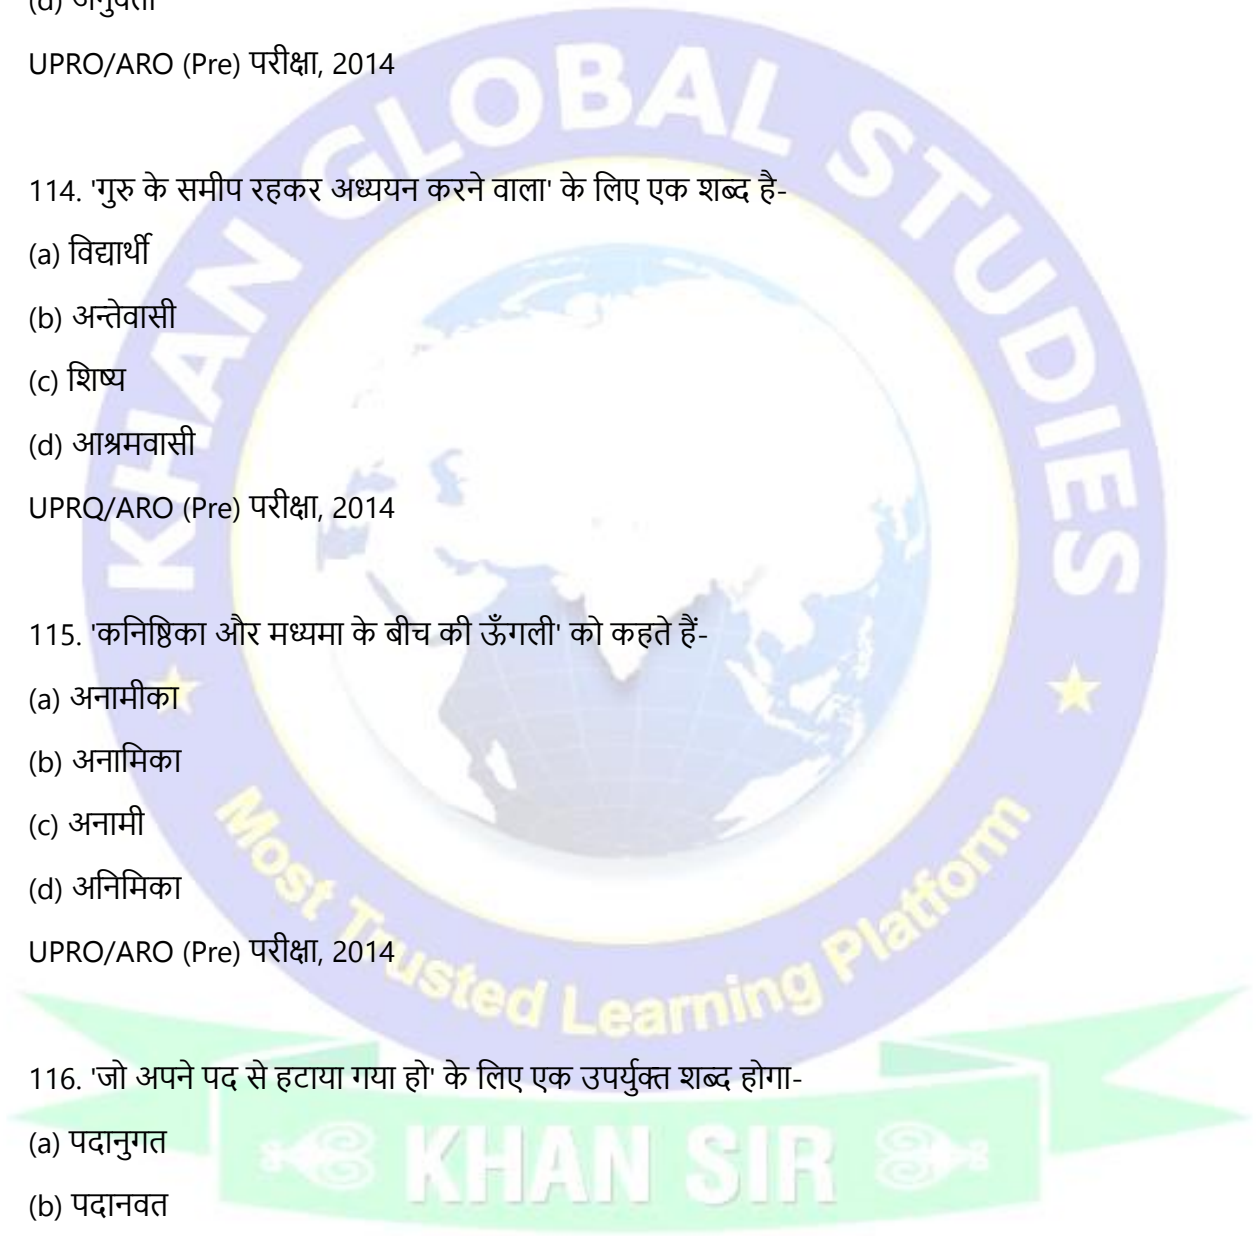 (d) अनुवर्ती
UPRO/ARO (Pre) परीक्षा, 2014
114. 'गुरु के समीप रहकर अध्ययन करने वाला' के लिए एक शब्द है-
(a) विद्यार्थी
(b) अन्तेवासी
(c) शिष्य
(d) आश्रमवासी
UPRQ/ARO (Pre) परीक्षा, 2014
115. 'कनिष्ठिका और मध्यमा के बीच की ऊँगली' को कहते हैं-
(a) अनामीका
(b) अनामिका
(c) अनामी
(d) अनिमिका
UPRO/ARO (Pre) परीक्षा, 2014
116. 'जो अपने पद से हटाया गया हो' के लिए एक उपर्युक्त शब्द होगा-
(a) पदानुगत
(b) पदानवत
KHAN GLOBAL STUDIES
Most Trusted Learning Platform
KHAN SIR